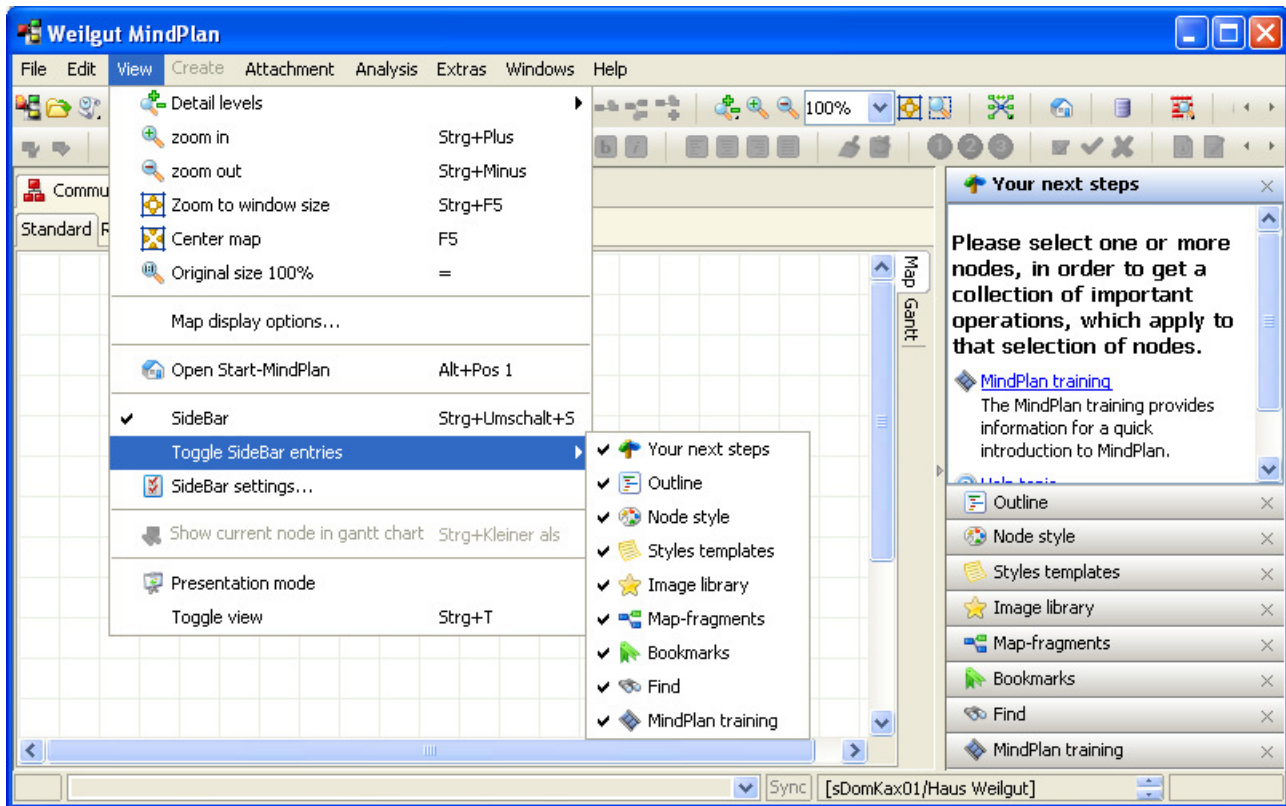 Weilgut MindPlan
File Edit View Create Attachment Analysis Extras Windows Help
100%
Detail levels
zoom in Strg+Plus
zoom out Strg+Minus
Zoom to window size Strg+F5
Center map F5
Original size 100% =
Map display options...
Open Start-MindPlan Alt+Pos 1
SideBar Strg+Umschalt+S
Toggle SideBar entries
SideBar settings...
Show current node in gantt chart Strg+Kleiner als
Presentation mode
Toggle view Strg+T
Your next steps
Outline
Node style
Styles templates
Image library
Map-fragments
Bookmarks
Find
MindPlan training
Commu
Standard R
Map
Gantt
Your next steps
Please select one or more
nodes, in order to get a
collection of important
operations, which apply to
that selection of nodes.
MindPlan training
The MindPlan training provides
information for a quick
introduction to MindPlan.
Help topic
Outline
Node style
Styles templates
Image library
Map-fragments
Bookmarks
Find
MindPlan training
Sync [sDomKax01/Haus Weilgut]